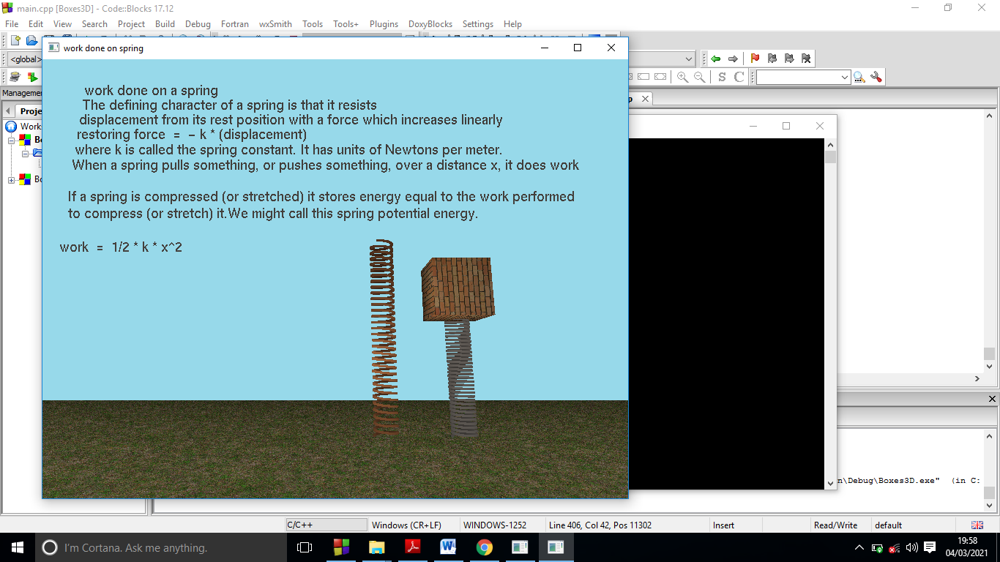 main.cpp [Boxes3D] - Code::Blocks 17.12
File Edit View Search Project Build Debug Fortran wxSmith Tools Tools+ Plugins DoxyBlocks Settings Help
work done on spring
<global>
S C
Management
Proje
Works
Bo
Bo
p
work done on a spring
The defining character of a spring is that it resists
displacement from its rest position with a force which increases linearly
restoring force = - k * (displacement)
where k is called the spring constant. It has units of Newtons per meter.
When a spring pulls something, or pushes something, over a distance x, it does work
If a spring is compressed (or stretched) it stores energy equal to the work performed
to compress (or stretch) it.We might call this spring potential energy.
work = 1/2 * k * x^2
n\Debug\Boxes3D.exe" (in C:
C/C++ Windows (CR+LF) WINDOWS-1252 Line 406, Col 42, Pos 11302 Insert Read/Write default
I'm Cortana. Ask me anything.
19:58
04/03/2021